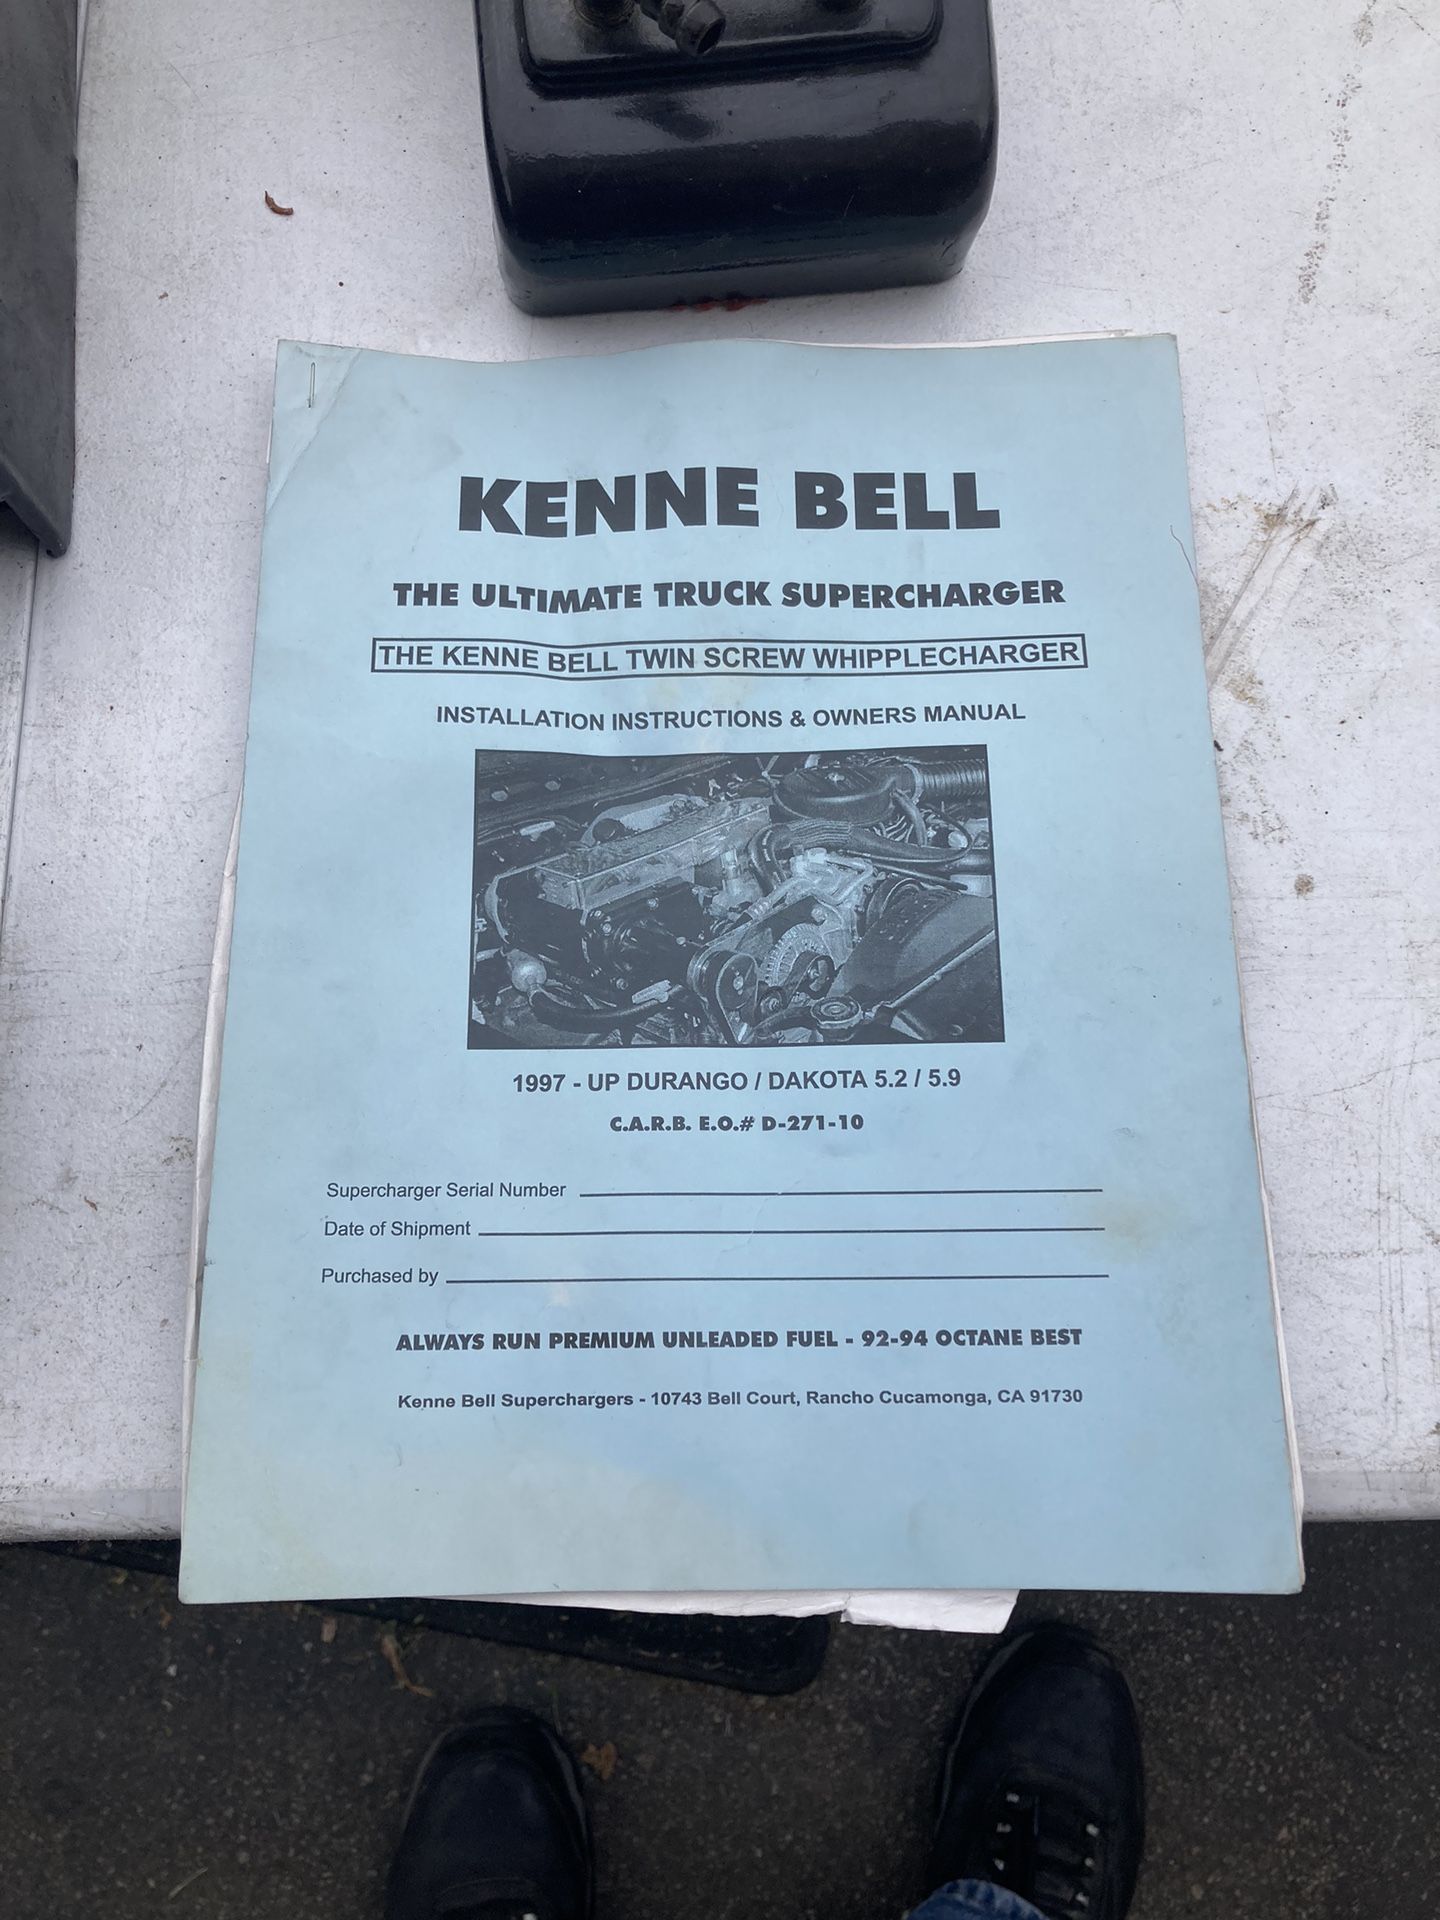 KENNE BELL
THE ULTIMATE TRUCK SUPERCHARGER
THE KENNE BELL TWIN SCREW WHIPPLECHARGER
INSTALLATION INSTRUCTIONS & OWNERS MANUAL
1997 - UP DURANGO / DAKOTA 5.2 / 5.9
C.A.R.B. E.O.# D-271-10
Supercharger Serial Number
Date of Shipment
Purchased by
ALWAYS RUN PREMIUM UNLEADED FUEL - 92-94 OCTANE BEST
Kenne Bell Superchargers - 10743 Bell Court, Rancho Cucamonga, CA 91730